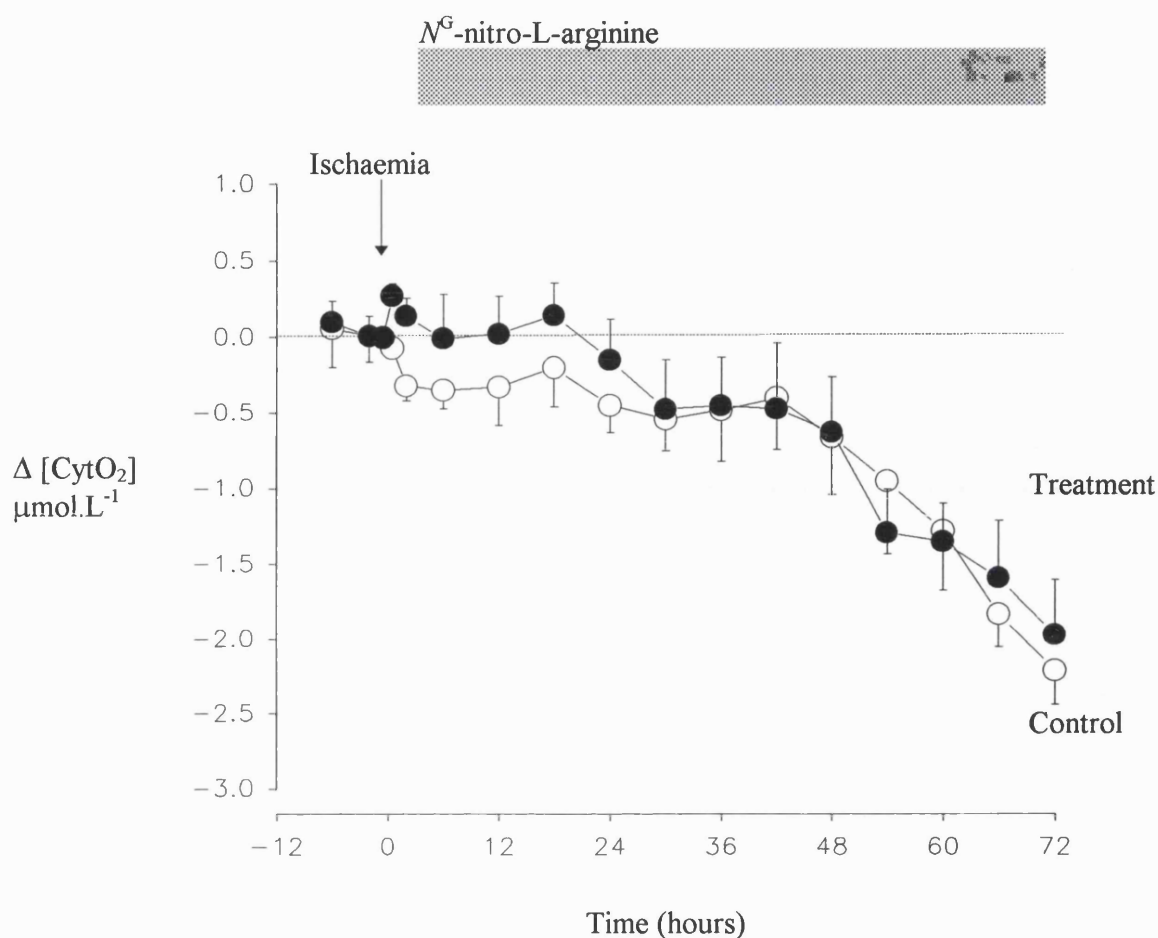 Nᴳ-nitro-L-arginine
Ischaemia
1.0
0.5
0.0
−0.5
−1.0
−1.5
−2.0
−2.5
−3.0
Δ [CytO₂]
μmol.L⁻¹
Treatment
Control
−12 0 12 24 36 48 60 72
Time (hours)